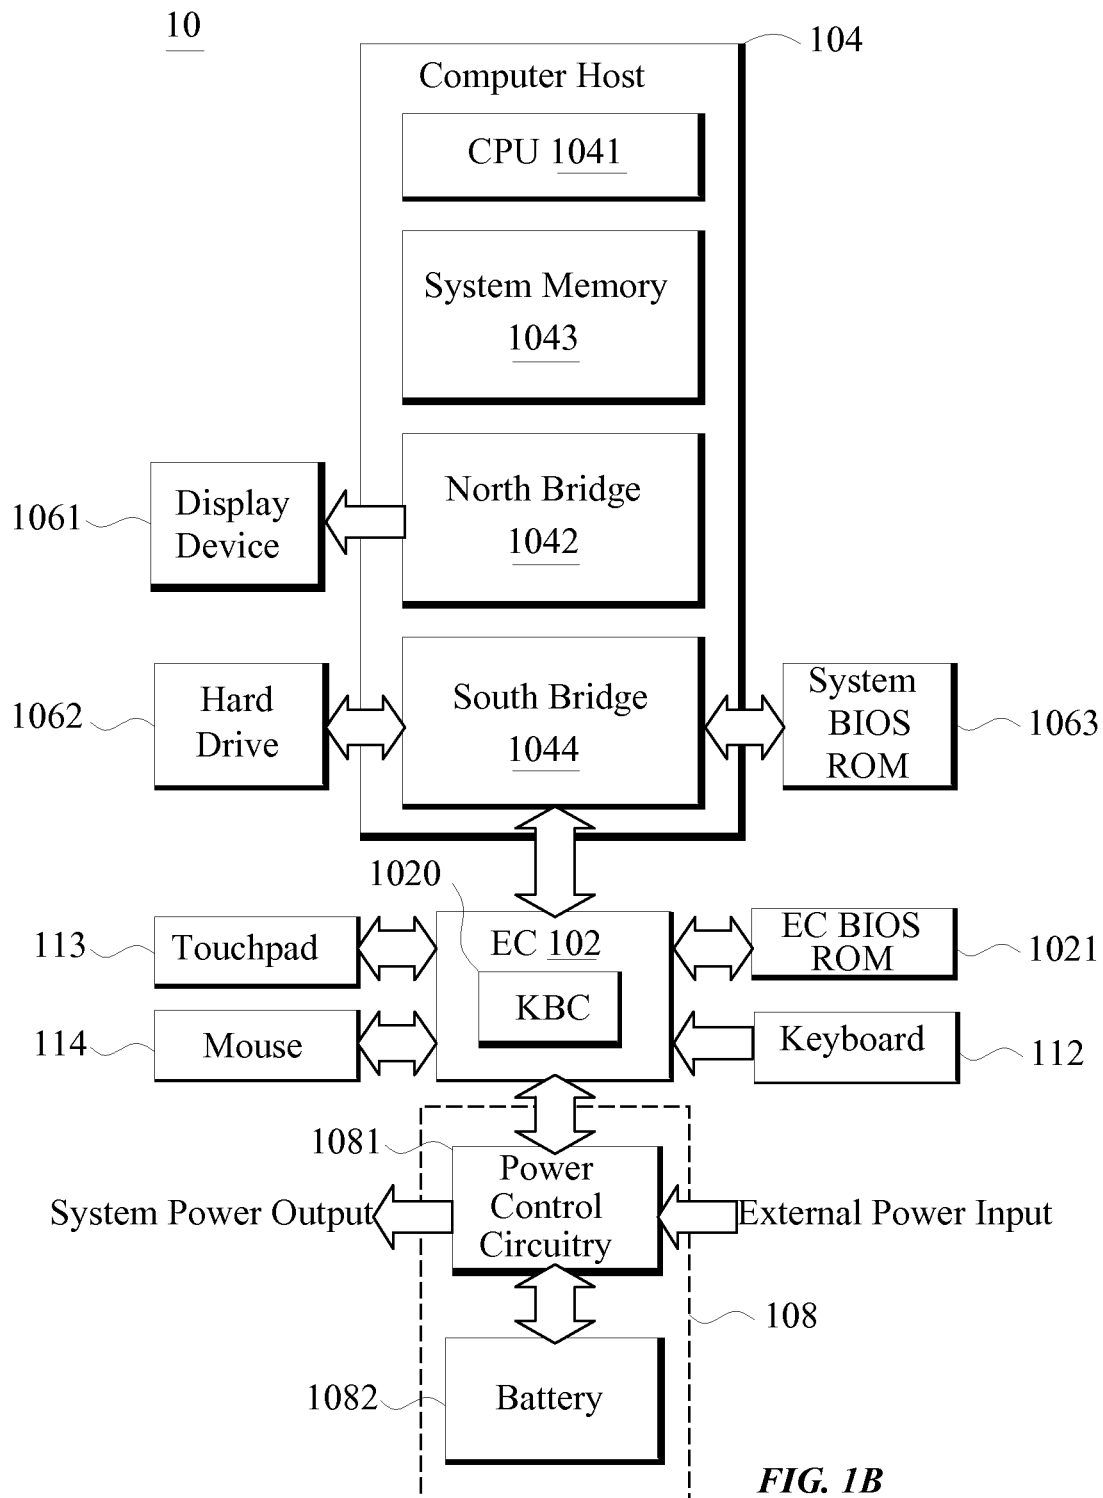 10
104
Computer Host
CPU 1041
System Memory
1043
North Bridge
1042
1061
Display
Device
South Bridge
1044
1062
Hard
Drive
System
BIOS
ROM
1063
1020
EC 102
KBC
113
Touchpad
114
Mouse
EC BIOS
ROM
1021
Keyboard
112
1081
Power
Control
Circuitry
System Power Output
External Power Input
108
1082
Battery
FIG. 1B